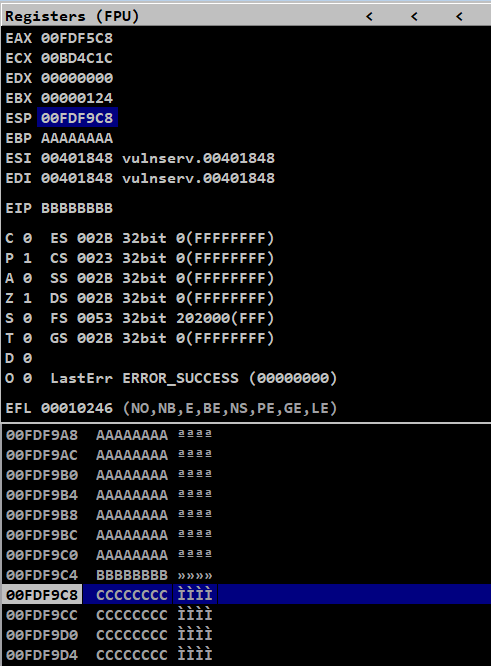 Registers (FPU) < < <
EAX 00FDF5C8
ECX 00BD4C1C
EDX 00000000
EBX 00000124
ESP 00FDF9C8
EBP AAAAAAAA
ESI 00401848 vulnserv.00401848
EDI 00401848 vulnserv.00401848
EIP BBBBBBBB
C 0 ES 002B 32bit 0(FFFFFFFF)
P 1 CS 0023 32bit 0(FFFFFFFF)
A 0 SS 002B 32bit 0(FFFFFFFF)
Z 1 DS 002B 32bit 0(FFFFFFFF)
S 0 FS 0053 32bit 202000(FFF)
T 0 GS 002B 32bit 0(FFFFFFFF)
D 0
O 0 LastErr ERROR_SUCCESS (00000000)
EFL 00010246 (NO,NB,E,BE,NS,PE,GE,LE)
00FDF9A8 AAAAAAAA ªªªª
00FDF9AC AAAAAAAA ªªªª
00FDF9B0 AAAAAAAA ªªªª
00FDF9B4 AAAAAAAA ªªªª
00FDF9B8 AAAAAAAA ªªªª
00FDF9BC AAAAAAAA ªªªª
00FDF9C0 AAAAAAAA ªªªª
00FDF9C4 BBBBBBBB »»»»
00FDF9C8 CCCCCCCC ÌÌÌÌ
00FDF9CC CCCCCCCC ÌÌÌÌ
00FDF9D0 CCCCCCCC ÌÌÌÌ
00FDF9D4 CCCCCCCC ÌÌÌÌ